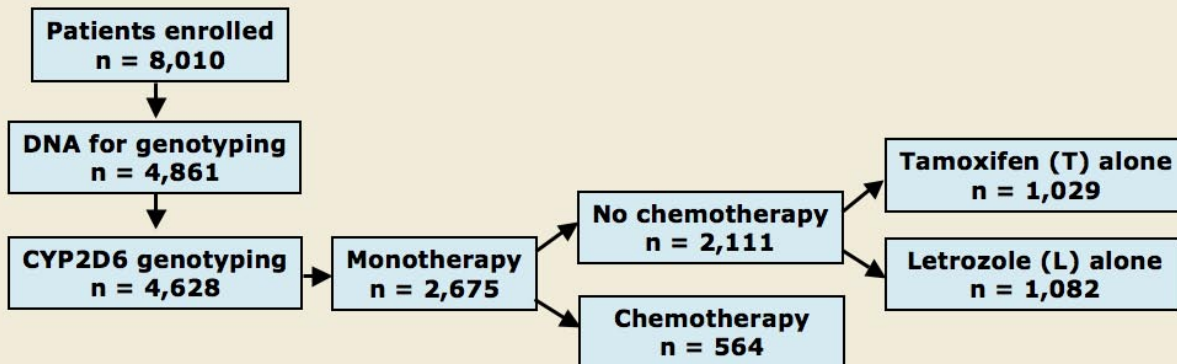 Patients enrolled
n = 8,010
DNA for genotyping
n = 4,861
CYP2D6 genotyping
n = 4,628
Monotherapy
n = 2,675
No chemotherapy
n = 2,111
Chemotherapy
n = 564
Tamoxifen (T) alone
n = 1,029
Letrozole (L) alone
n = 1,082